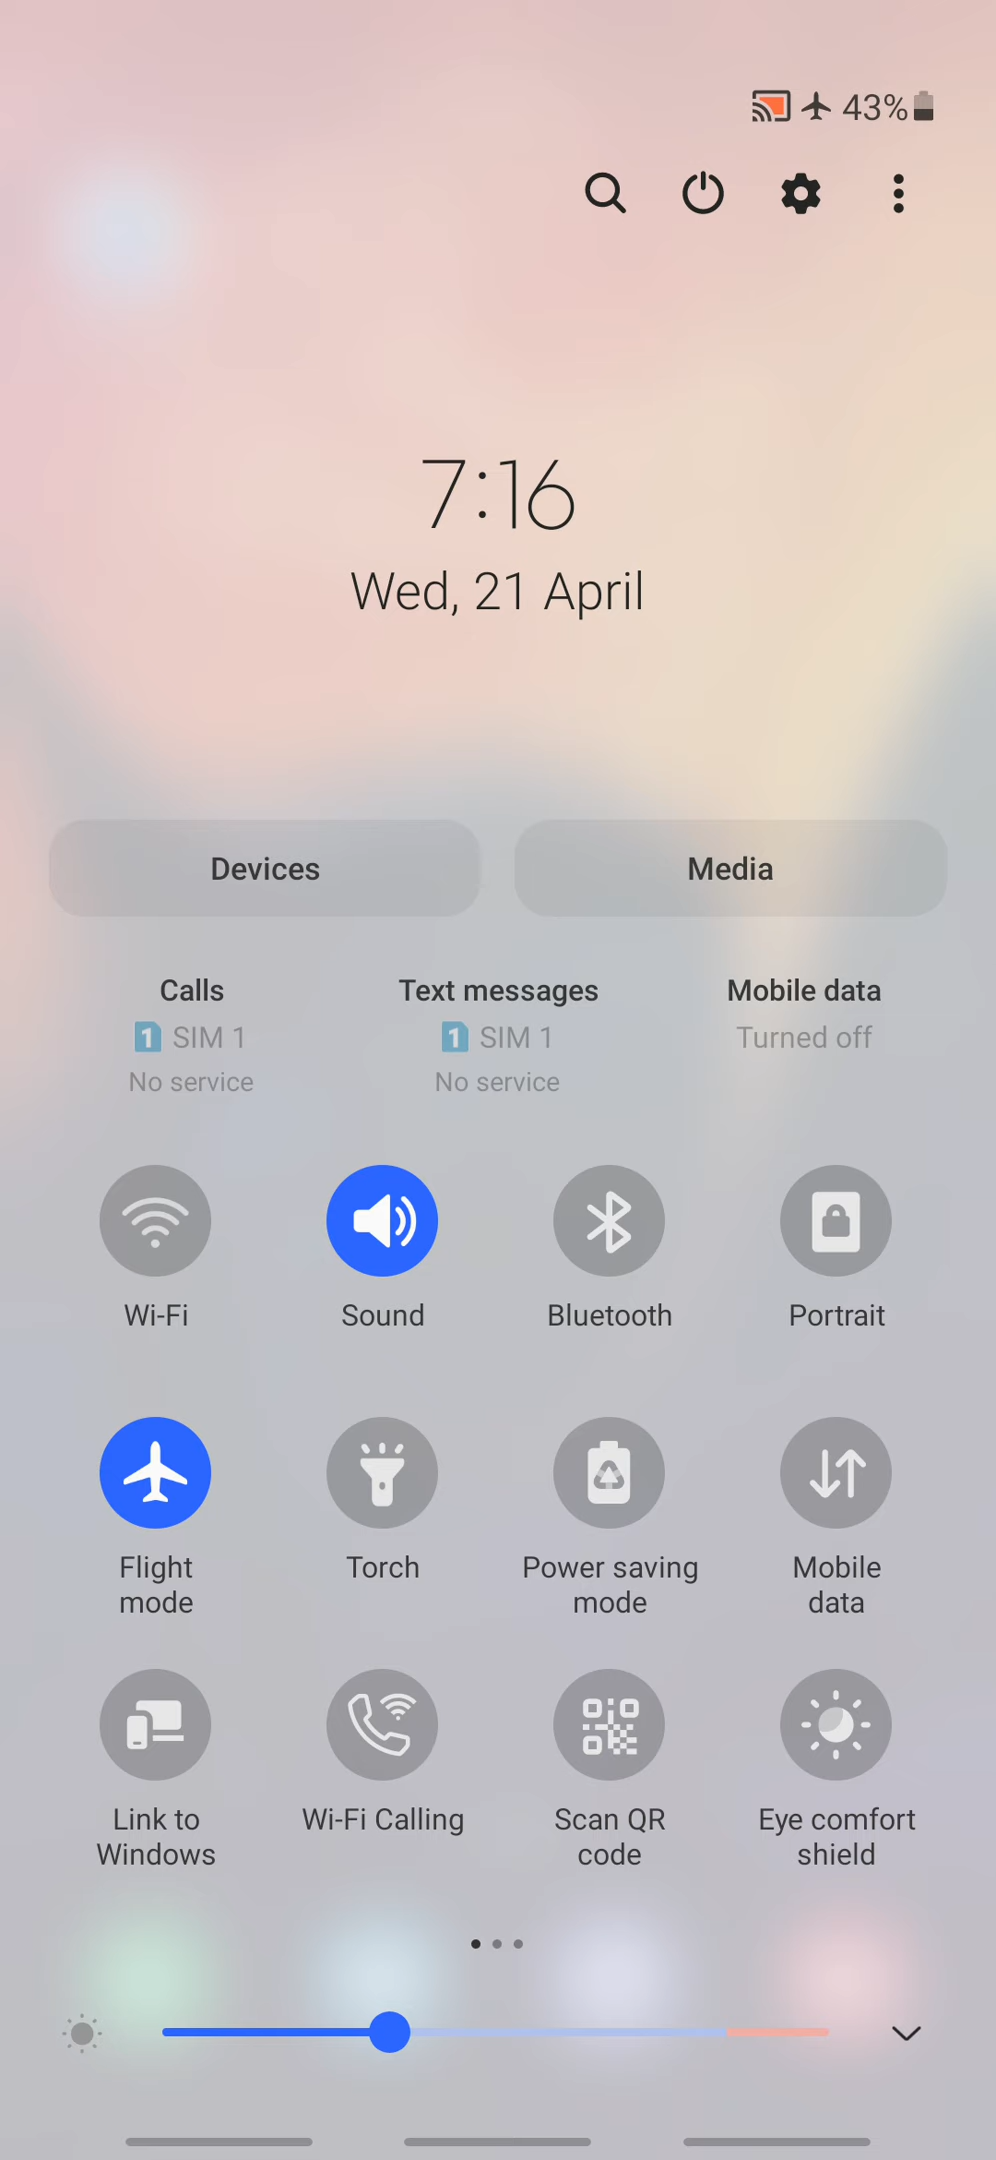 43%
7:16
Wed, 21 April
Devices Media
Calls Text messages Mobile data
1 SIM 1 1 SIM 1 Turned off
No service No service
Wi-Fi Sound Bluetooth Portrait
Flight mode
Torch
Power saving mode
Mobile data
Link to Windows
Wi-Fi Calling
Scan QR code
Eye comfort shield